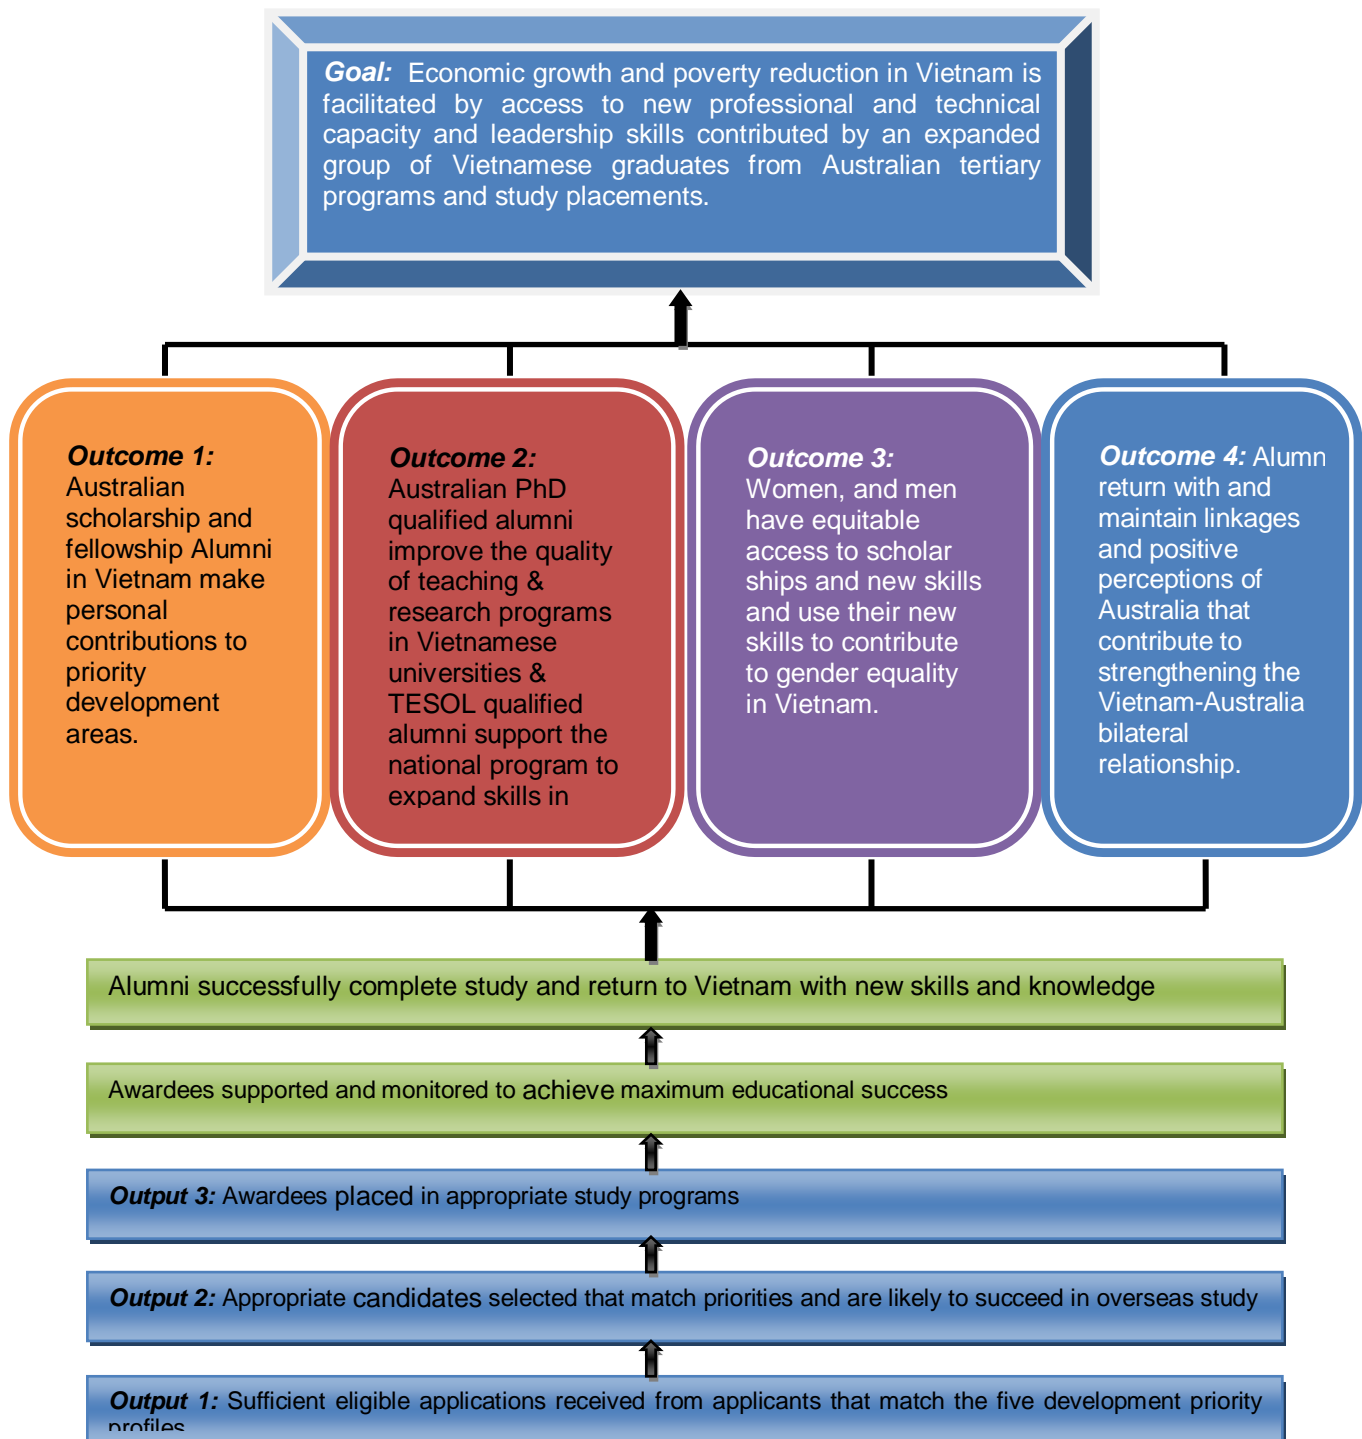 Goal: Economic growth and poverty reduction in Vietnam is
facilitated by access to new professional and technical
capacity and leadership skills contributed by an expanded
group of Vietnamese graduates from Australian tertiary
programs and study placements.
Outcome 1:
Australian
scholarship and
fellowship Alumni
in Vietnam make
personal
contributions to
priority
development
areas.
Outcome 2:
Australian PhD
qualified alumni
improve the quality
of teaching &
research programs
in Vietnamese
universities &
TESOL qualified
alumni support the
national program to
expand skills in
Outcome 3:
Women, and men
have equitable
access to scholar
ships and new skills
and use their new
skills to contribute
to gender equality
in Vietnam.
Outcome 4: Alumn
return with and
maintain linkages
and positive
perceptions of
Australia that
contribute to
strengthening the
Vietnam-Australia
bilateral
relationship.
Alumni successfully complete study and return to Vietnam with new skills and knowledge
Awardees supported and monitored to achieve maximum educational success
Output 3: Awardees placed in appropriate study programs
Output 2: Appropriate candidates selected that match priorities and are likely to succeed in overseas study
Output 1: Sufficient eligible applications received from applicants that match the five development priority
profiles